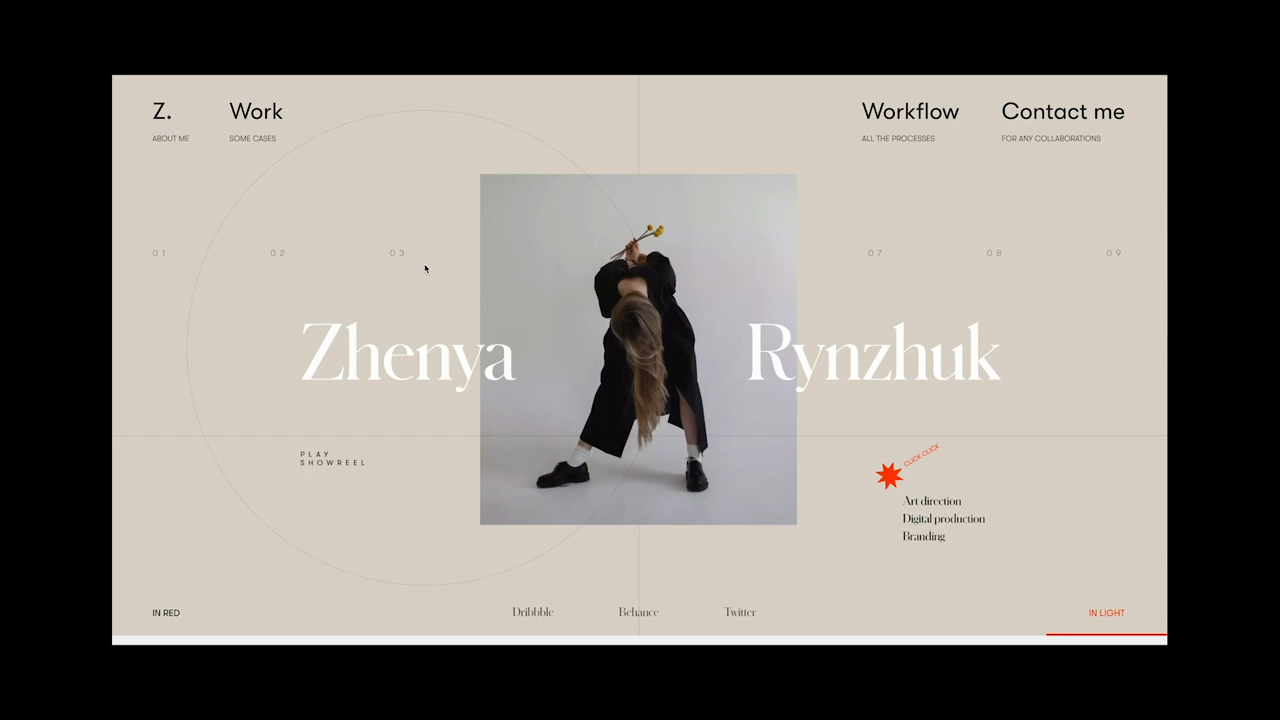 Z.
ABOUT ME
Work
SOME CASES
Workflow
ALL THE PROCESSES
Contact me
FOR ANY COLLABORATIONS
01
02
03
07
08
09
Zhenya Rynzhuk
PLAY
SHOWREEL
CLICK CLICK
Art direction
Digital production
Branding
IN RED
Dribbble
Behance
Twitter
IN LIGHT